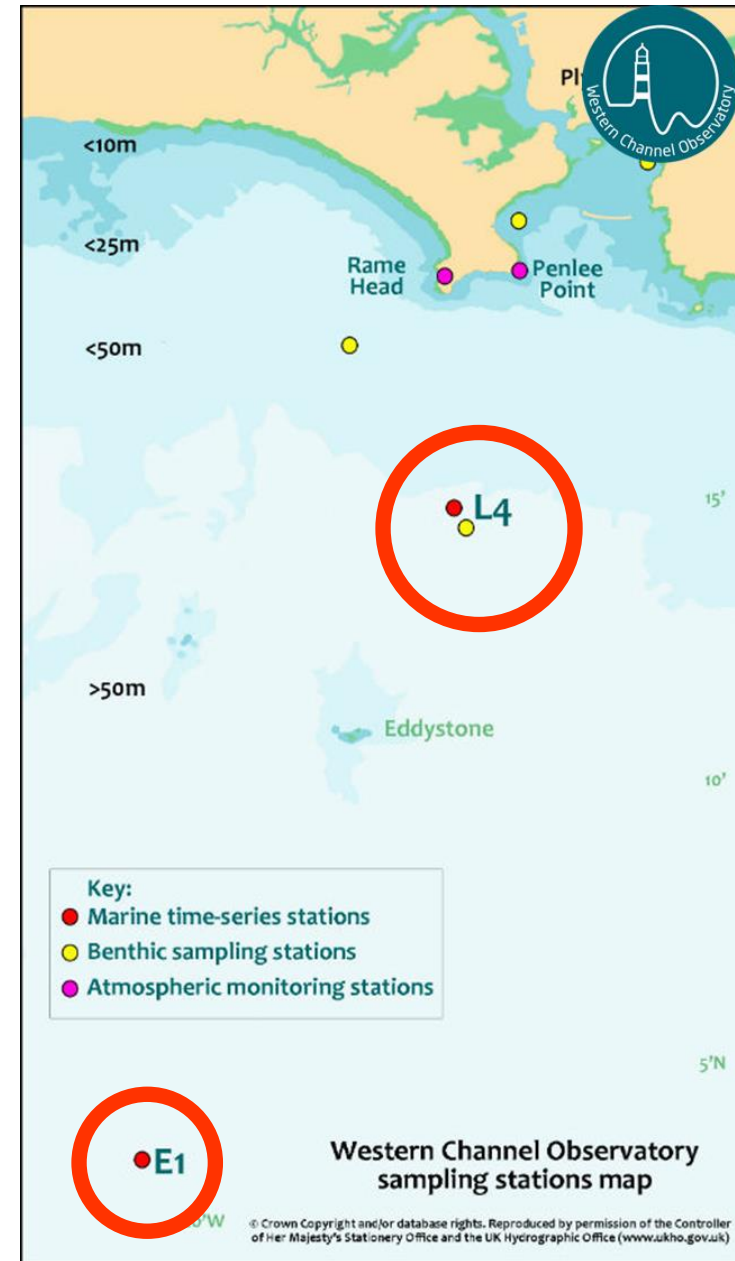 Pl
Western Channel Observatory
<10m
<25m
Rame
Head
Penlee
Point
<50m
L4
15'
>50m
Eddystone
10'
Key:
Marine time-series stations
Benthic sampling stations
Atmospheric monitoring stations
5'N
E1
Western Channel Observatory
sampling stations map
0'W
© Crown Copyright and/or database rights. Reproduced by permission of the Controller
of Her Majesty's Stationery Office and the UK Hydrographic Office (www.ukho.gov.uk)